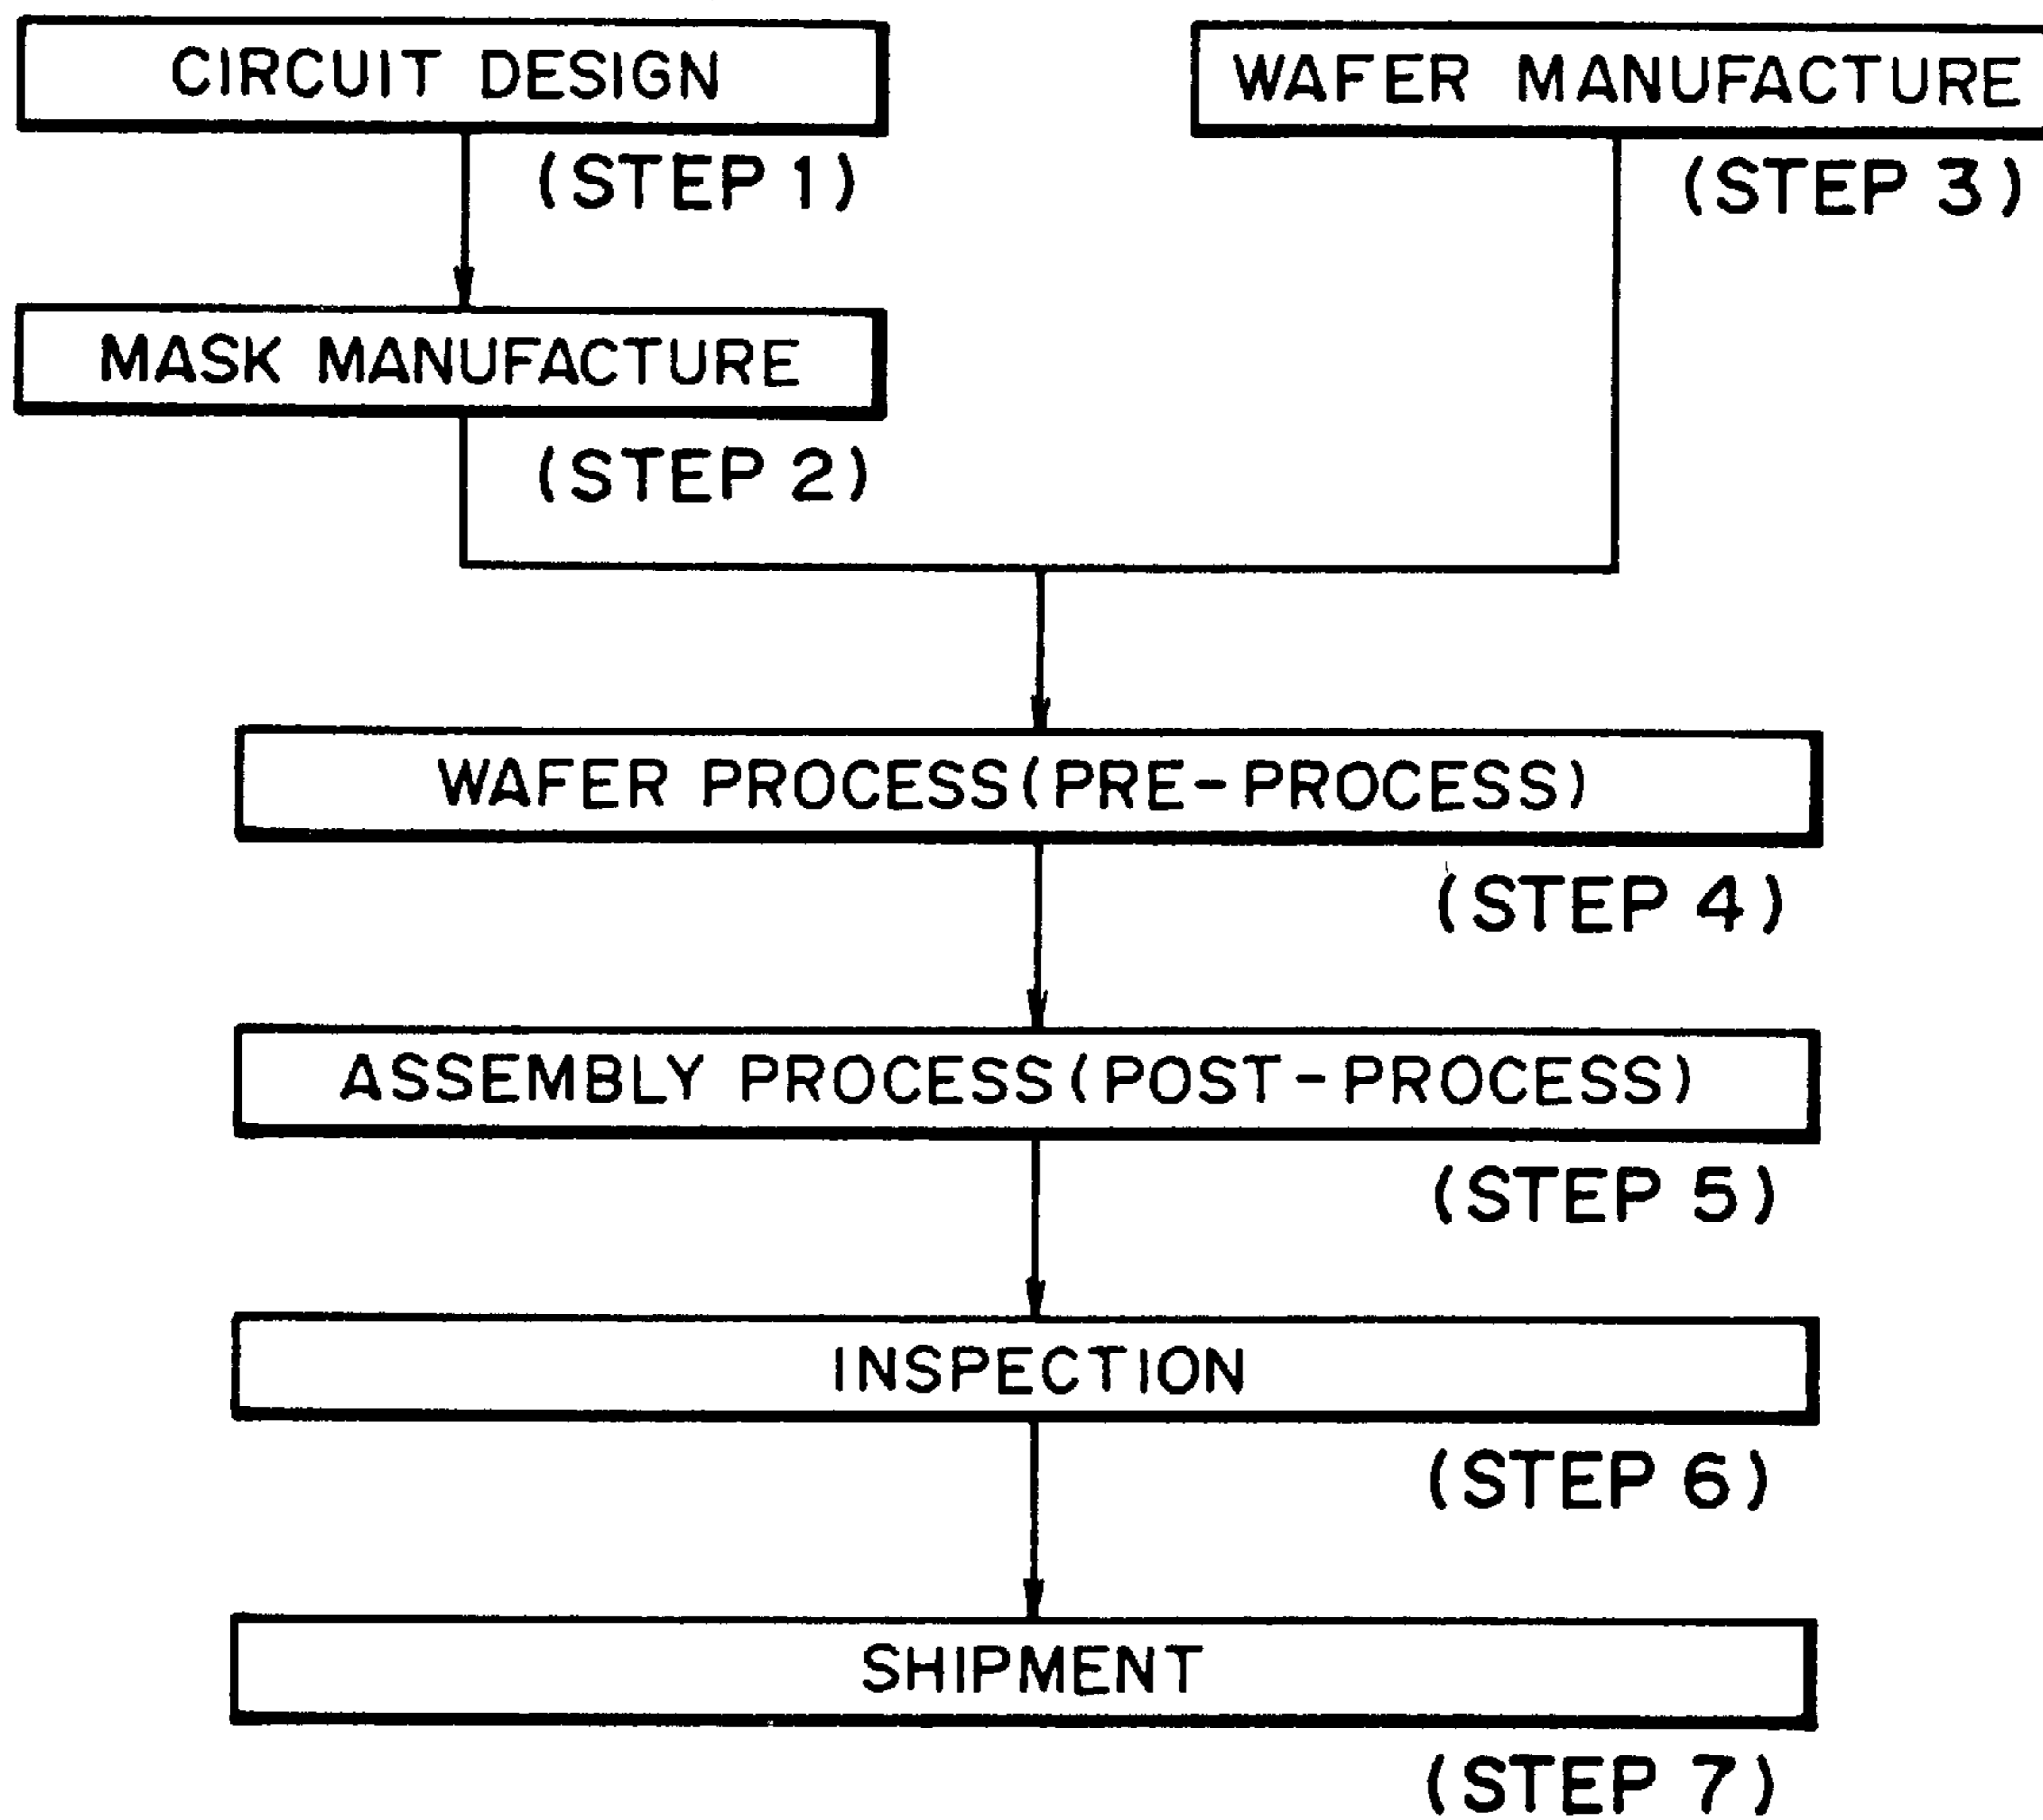 CIRCUIT DESIGN
(STEP 1)
WAFER MANUFACTURE
(STEP 3)
MASK MANUFACTURE
(STEP 2)
WAFER PROCESS(PRE-PROCESS)
(STEP 4)
ASSEMBLY PROCESS(POST-PROCESS)
(STEP 5)
INSPECTION
(STEP 6)
SHIPMENT
(STEP 7)